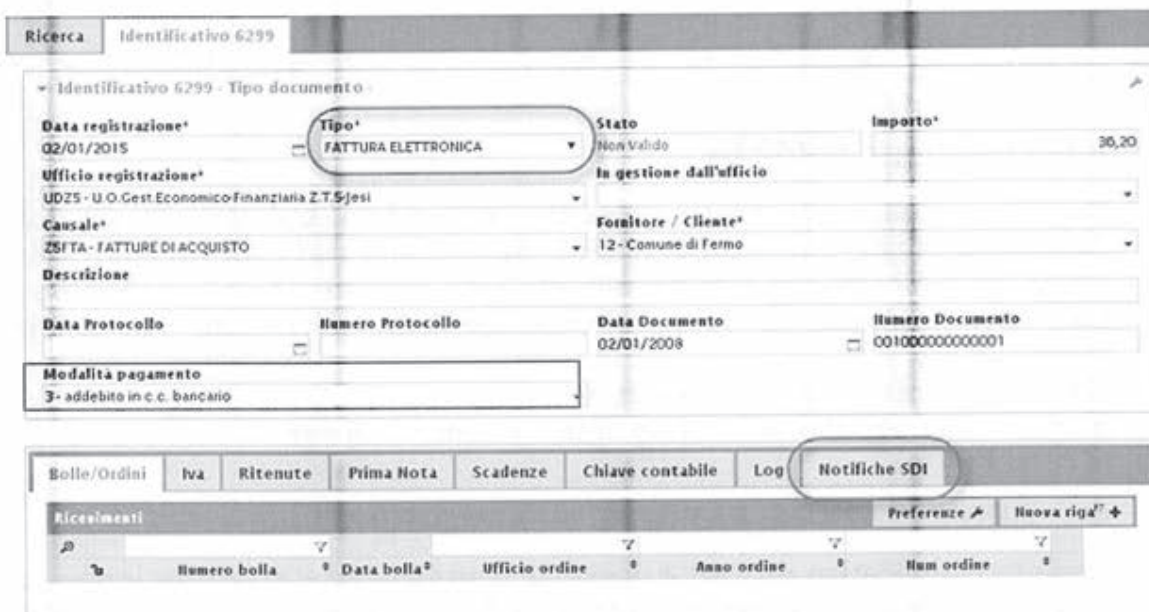 Ricerca Identificativo 6299
Identificativo 6299 - Tipo documento -
Data registrazione* Tipo* Stato Importo*
02/01/2015 FATTURA ELETTRONICA Non Valido 36,20
Ufficio registrazione* In gestione dall'ufficio
UDZ5 - U.O.Gest.Economico-Finanziaria Z.T.5-Jesi
Causale* Fornitore / Cliente*
Z5FTA - FATTURE DI ACQUISTO 12 - Comune di Fermo
Descrizione
Data Protocollo Numero Protocollo Data Documento Numero Documento
02/01/2008 001000000000001
Modalità pagamento
3- addebito in c.c. bancario
Bolle/Ordini Iva Ritenute Prima Nota Scadenze Chiave contabile Log Notifiche SDI
Ricevimenti Preferenze Nuova riga
Numero bolla Data bolla Ufficio ordine Anno ordine Num ordine